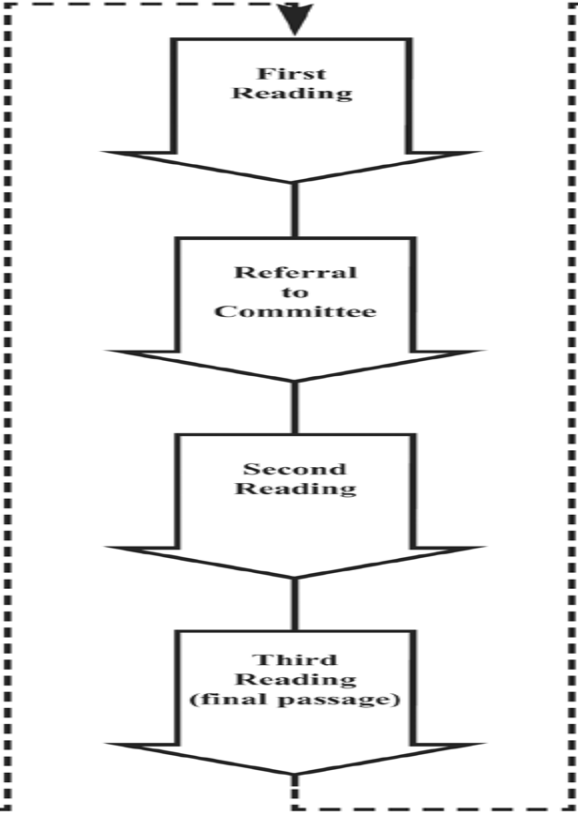 First
Reading
Referral
to
Committee
Second
Reading
Third
Reading
(final passage)